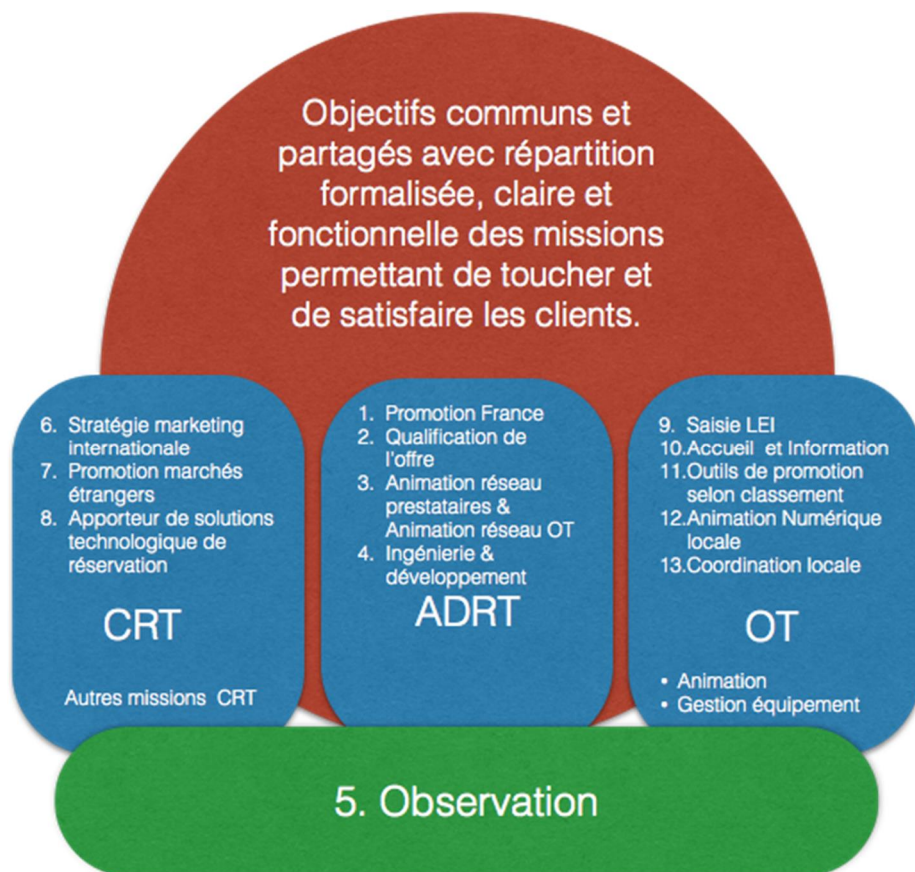 Objectifs communs et
partagés avec répartition
formalisée, claire et
fonctionnelle des missions
permettant de toucher et
de satisfaire les clients.
6. Stratégie marketing
internationale
7. Promotion marchés
étrangers
8. Apporteur de solutions
technologique de
réservation
CRT
Autres missions CRT
1. Promotion France
2. Qualification de
l'offre
3. Animation réseau
prestataires &
Animation réseau OT
4. Ingénierie &
développement
ADRT
9. Saisie LEI
10.Accueil et Information
11.Outils de promotion
selon classement
12.Animation Numérique
locale
13.Coordination locale
OT
• Animation
• Gestion équipement
5. Observation